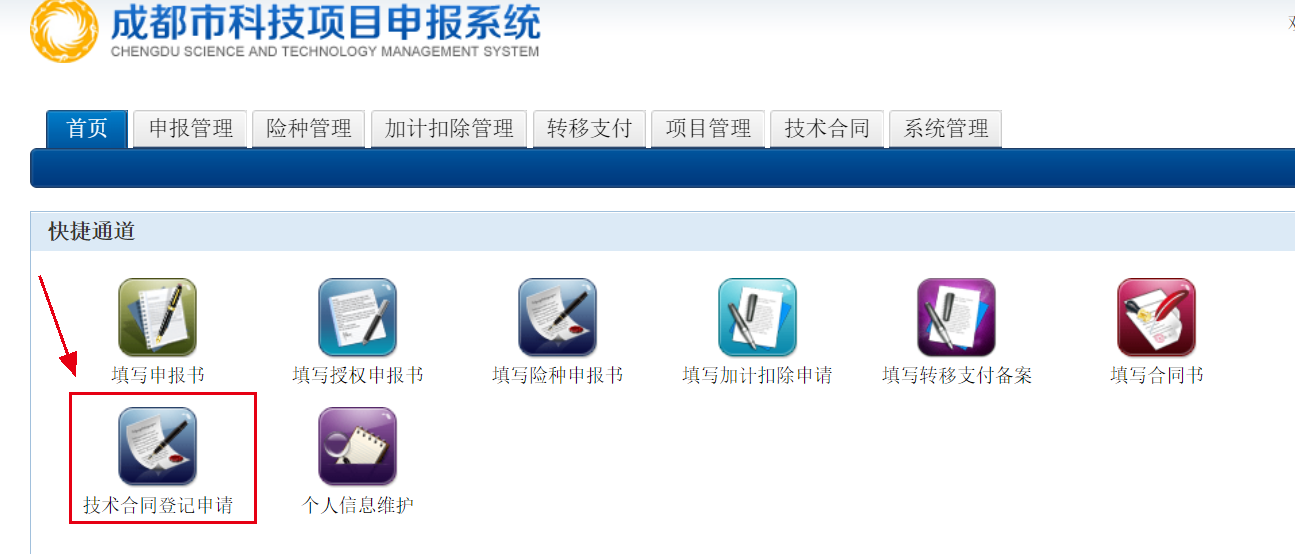 成都市科技项目申报系统
CHENGDU SCIENCE AND TECHNOLOGY MANAGEMENT SYSTEM
首页 申报管理 险种管理 加计扣除管理 转移支付 项目管理 技术合同 系统管理
快捷通道
填写申报书 填写授权申报书 填写险种申报书 填写加计扣除申请 填写转移支付备案 填写合同书
技术合同登记申请 个人信息维护